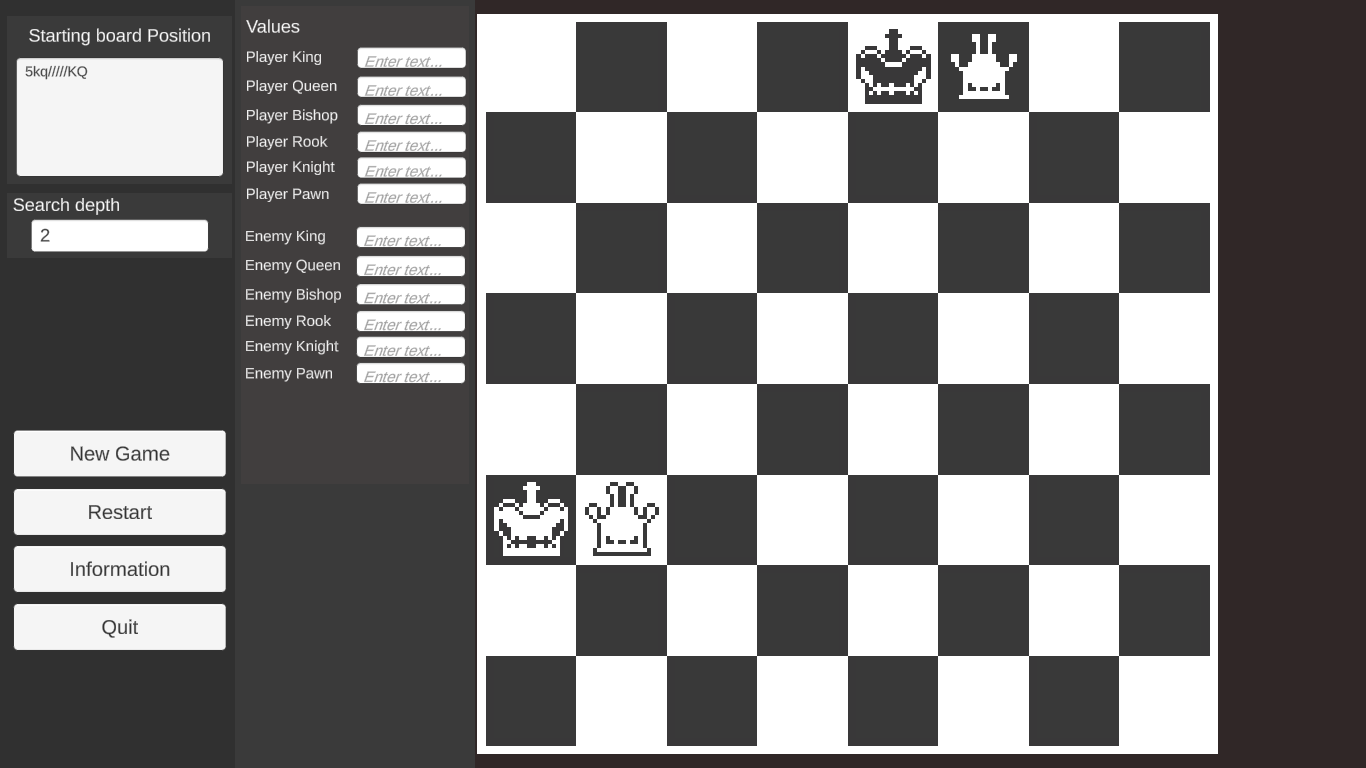 Starting board Position
5kq/////KQ
Search depth
2
New Game
Restart
Information
Quit
Values
Player King Enter text...
Player Queen Enter text...
Player Bishop Enter text...
Player Rook Enter text...
Player Knight Enter text...
Player Pawn Enter text...
Enemy King Enter text...
Enemy Queen Enter text...
Enemy Bishop Enter text...
Enemy Rook Enter text...
Enemy Knight Enter text...
Enemy Pawn Enter text...